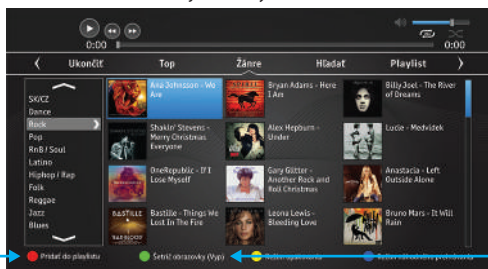 0:00
0:00
Ukončiť Top Žánre Hľadať Playlist
SK/CZ
Dance
Rock
Pop
RnB / Soul
Latino
Hiphop / Rap
Folk
Reggae
Jazz
Blues
Ana Johnsson - We Are
Bryan Adams - Here I Am
Billy Joel - The River of Dreams
Shakin' Stevens - Merry Christmas Everyone
Alex Hepburn - Under
Lucie - Medvidek
OneRepublic - If I Lose Myself
Gary Glitter - Another Rock and Roll Christmas
Anastacia - Left Outside Alone
BASTILLE
Bastille - Things We Lost In The Fire
Leona Lewis - Bleeding Love
Bruno Mars - It Will Rain
Pridať do playlistu
Šetrič obrazovky (Vyp)